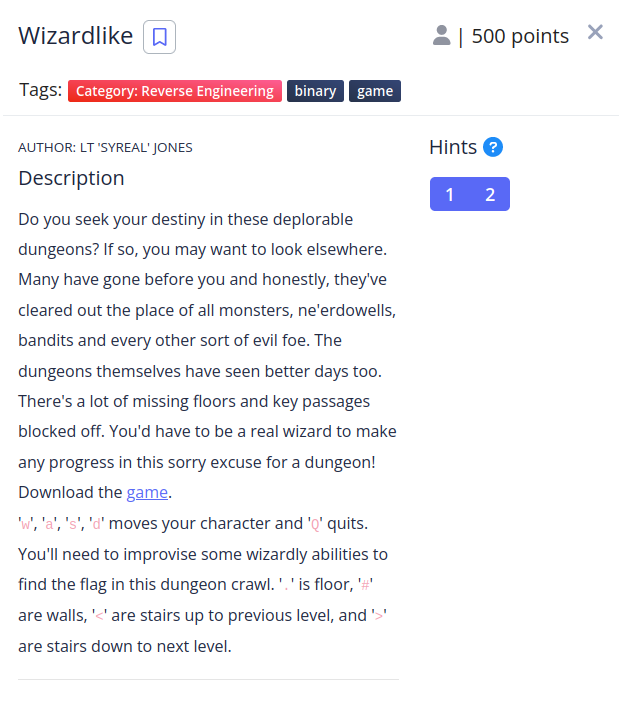 Wizardlike
| 500 points
Tags: Category: Reverse Engineering binary game
AUTHOR: LT 'SYREAL' JONES
Hints ?
1 2
Description
Do you seek your destiny in these deplorable
dungeons? If so, you may want to look elsewhere.
Many have gone before you and honestly, they've
cleared out the place of all monsters, ne'erdowells,
bandits and every other sort of evil foe. The
dungeons themselves have seen better days too.
There's a lot of missing floors and key passages
blocked off. You'd have to be a real wizard to make
any progress in this sorry excuse for a dungeon!
Download the game.
'w', 'a', 's', 'd' moves your character and 'Q' quits.
You'll need to improvise some wizardly abilities to
find the flag in this dungeon crawl. '.' is floor, '#'
are walls, '<' are stairs up to previous level, and '>'
are stairs down to next level.